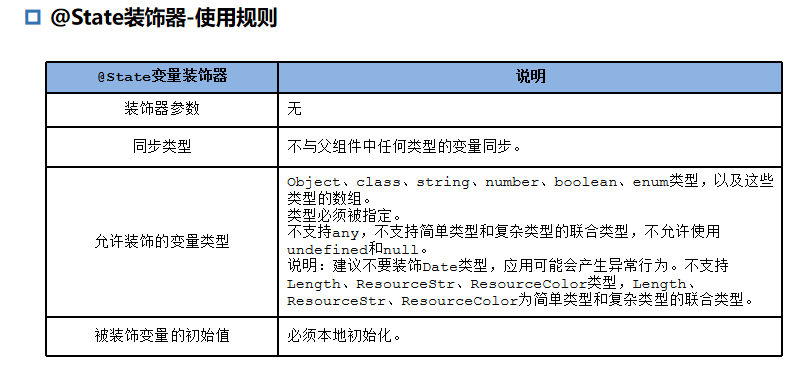 @State装饰器-使用规则
@State变量装饰器
说明
装饰器参数
无
同步类型
不与父组件中任何类型的变量同步。
允许装饰的变量类型
Object、class、string、number、boolean、enum类型，以及这些
类型的数组。
类型必须被指定。
不支持any，不支持简单类型和复杂类型的联合类型，不允许使用
undefined和null。
说明：建议不要装饰Date类型，应用可能会产生异常行为。不支持
Length、ResourceStr、ResourceColor类型，Length、
ResourceStr、ResourceColor为简单类型和复杂类型的联合类型。
被装饰变量的初始值
必须本地初始化。